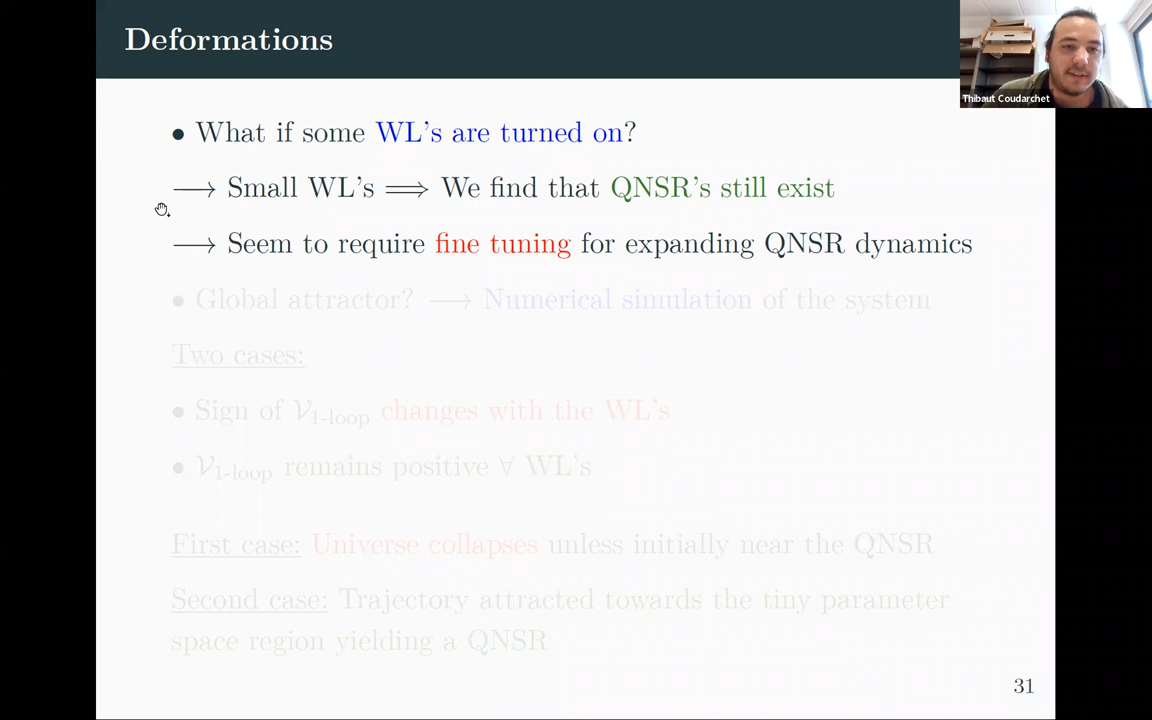 Deformations
Thibaut Coudarchet
• What if some WL's are turned on?
⟶ Small WL's ⟹ We find that QNSR's still exist
⟶ Seem to require fine tuning for expanding QNSR dynamics
• Global attractor? ⟶ Numerical simulation of the system
Two cases:
• Sign of 𝒱1-loop changes with the WL's
• 𝒱1-loop remains positive ∀ WL's
First case: Universe collapses unless initially near the QNSR
Second case: Trajectory attracted towards the tiny parameter
space region yielding a QNSR
31